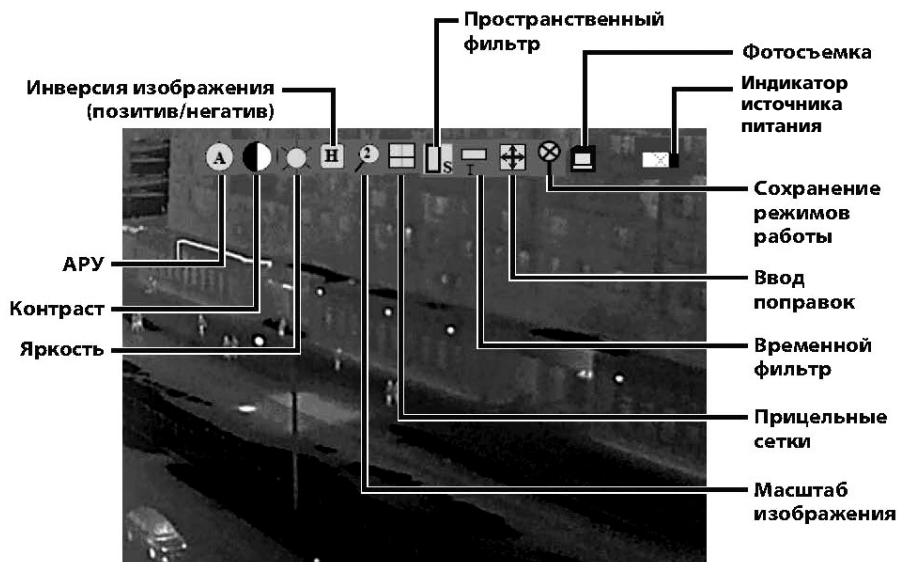 Пространственный
фильтр
Фотосъемка
Инверсия изображения
(позитив/негатив)
Индикатор
источника
питания
A
H
2
S
I
Сохранение
режимов
работы
АРУ
Ввод
поправок
Контраст
Яркость
Временной
фильтр
Прицельные
сетки
Масштаб
изображения